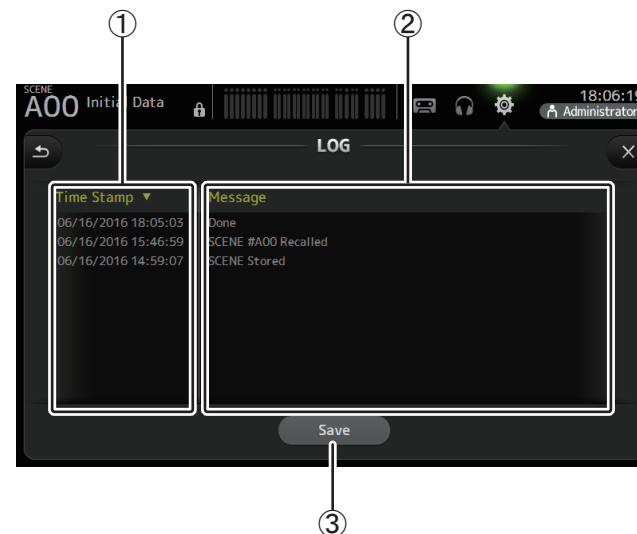 ① ②
SCENE
A00 Initial Data 18:06:19
Administrator
LOG
Time Stamp ▼ Message
06/16/2016 18:05:03 Done
06/16/2016 15:46:59 SCENE #A00 Recalled
06/16/2016 14:59:07 SCENE Stored
Save
③